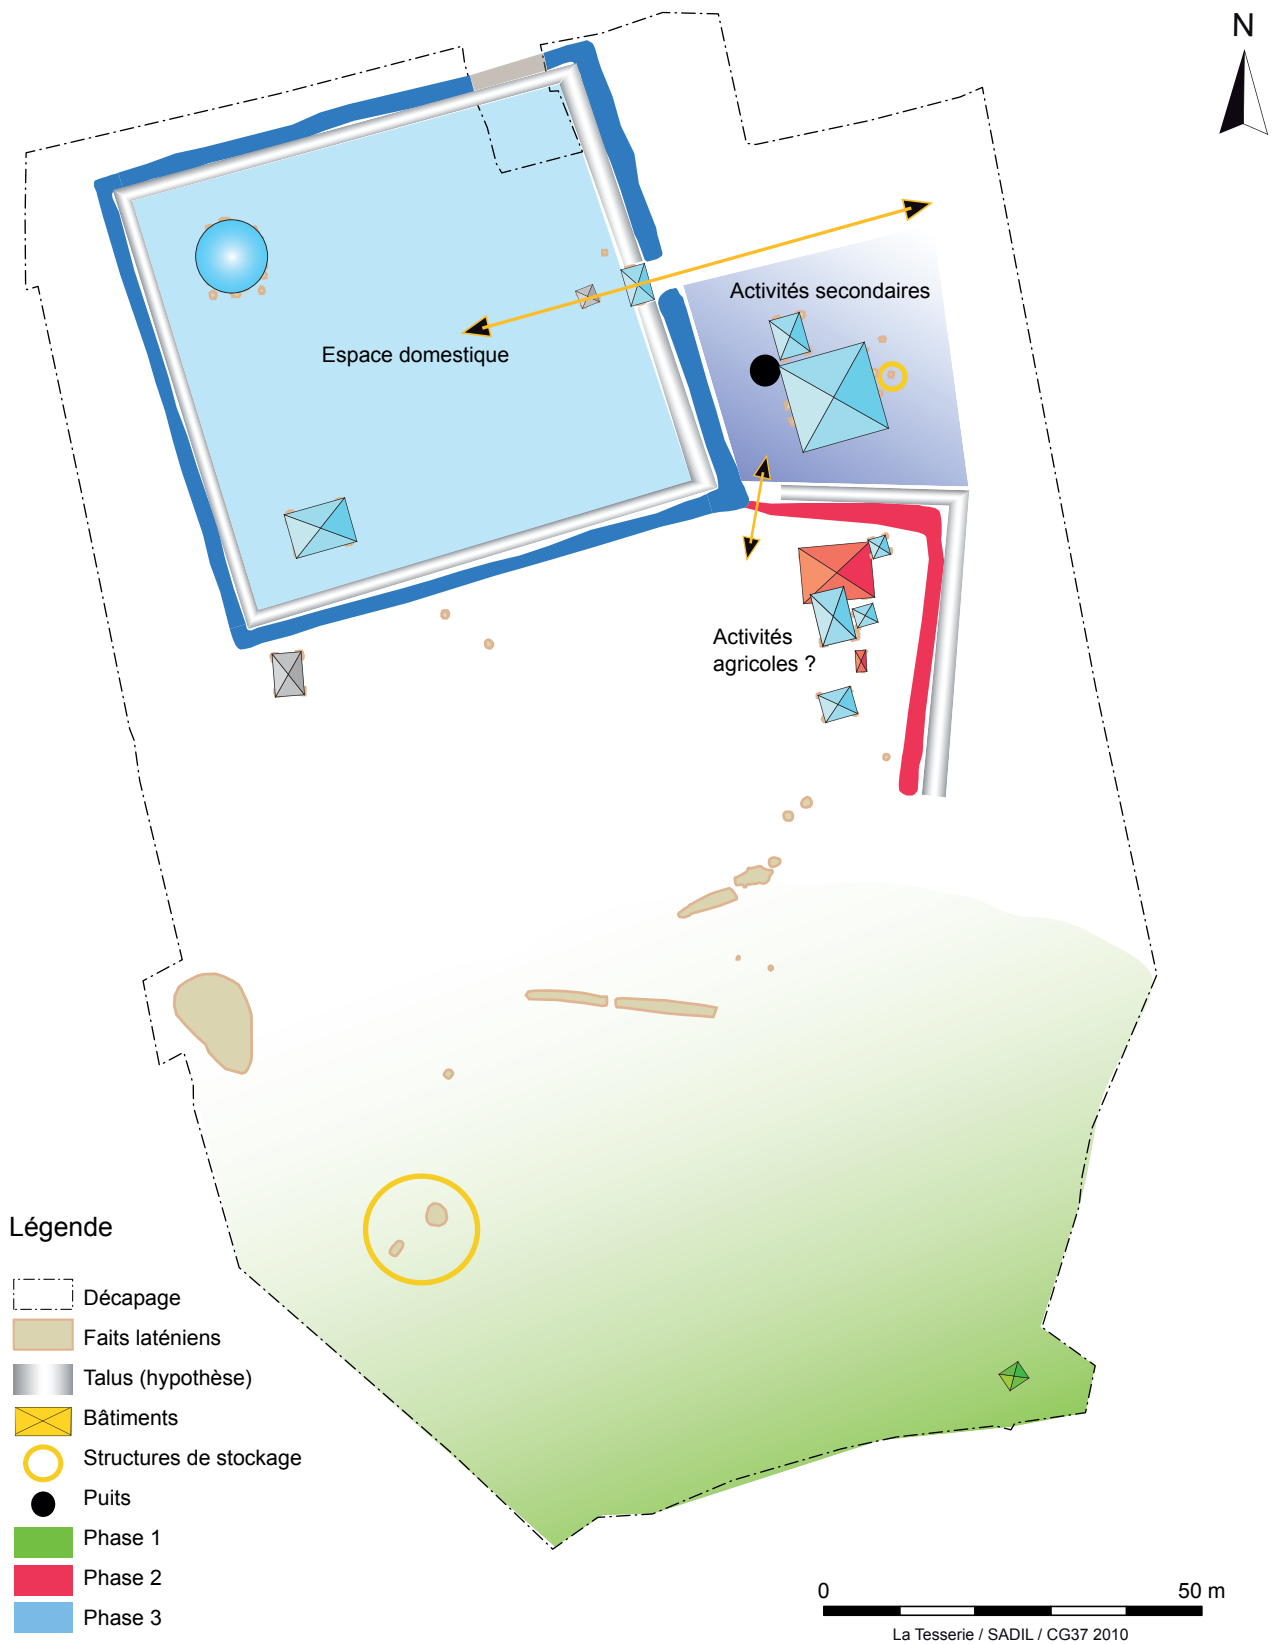 N
Activités secondaires
Espace domestique
Activités
agricoles ?
Légende
Décapage
Faits laténiens
Talus (hypothèse)
Bâtiments
Structures de stockage
Puits
Phase 1
Phase 2
Phase 3
0 50 m
La Tesserie / SADIL / CG37 2010